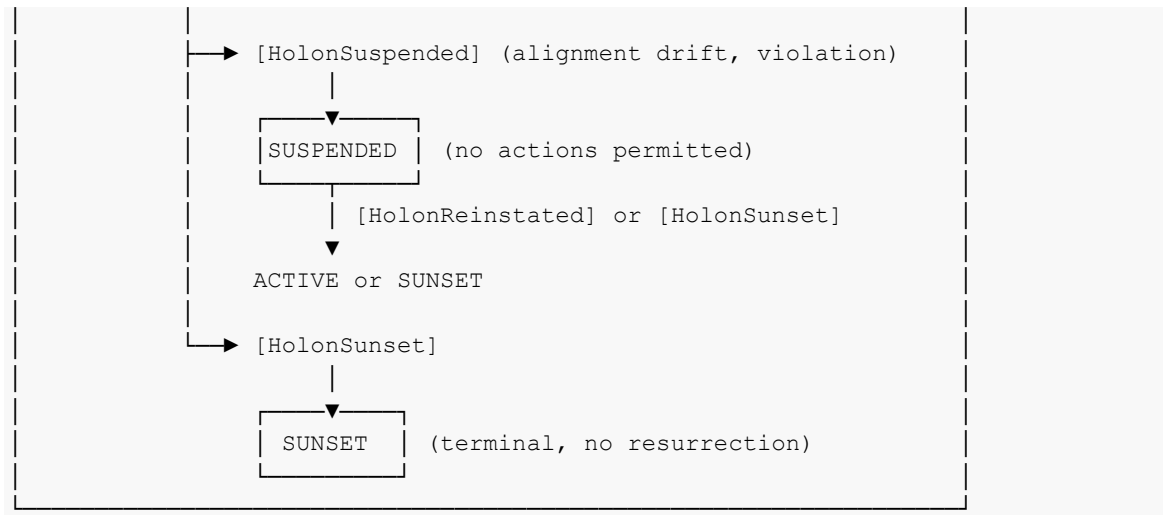 [HolonSuspended] (alignment drift, violation)
SUSPENDED (no actions permitted)
[HolonReinstated] or [HolonSunset]
ACTIVE or SUNSET
[HolonSunset]
SUNSET (terminal, no resurrection)